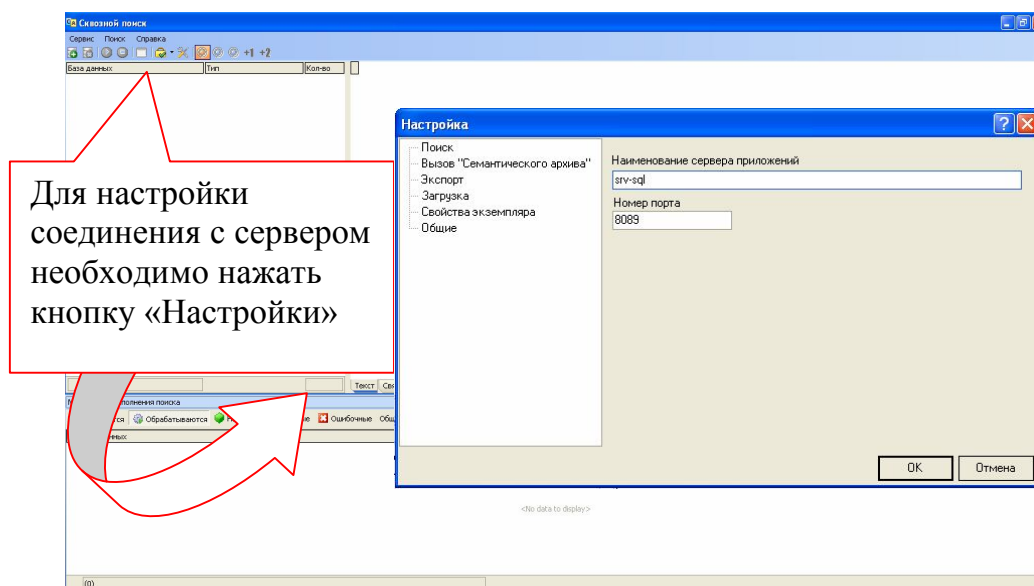 Сквозной поиск
Сервис Поиск Справка
+1 +2
База данных Тип Кол-во
Для настройки
соединения с сервером
необходимо нажать
кнопку «Настройки»
Настройка
Поиск
Вызов "Семантического архива"
Экспорт
Загрузка
Свойства экземпляра
Общие
Наименование сервера приложений
srv-sql
Номер порта
8089
OK Отмена
Текст
полнения поиска
Обрабатываются Ошибочные
<No data to display>
(0)